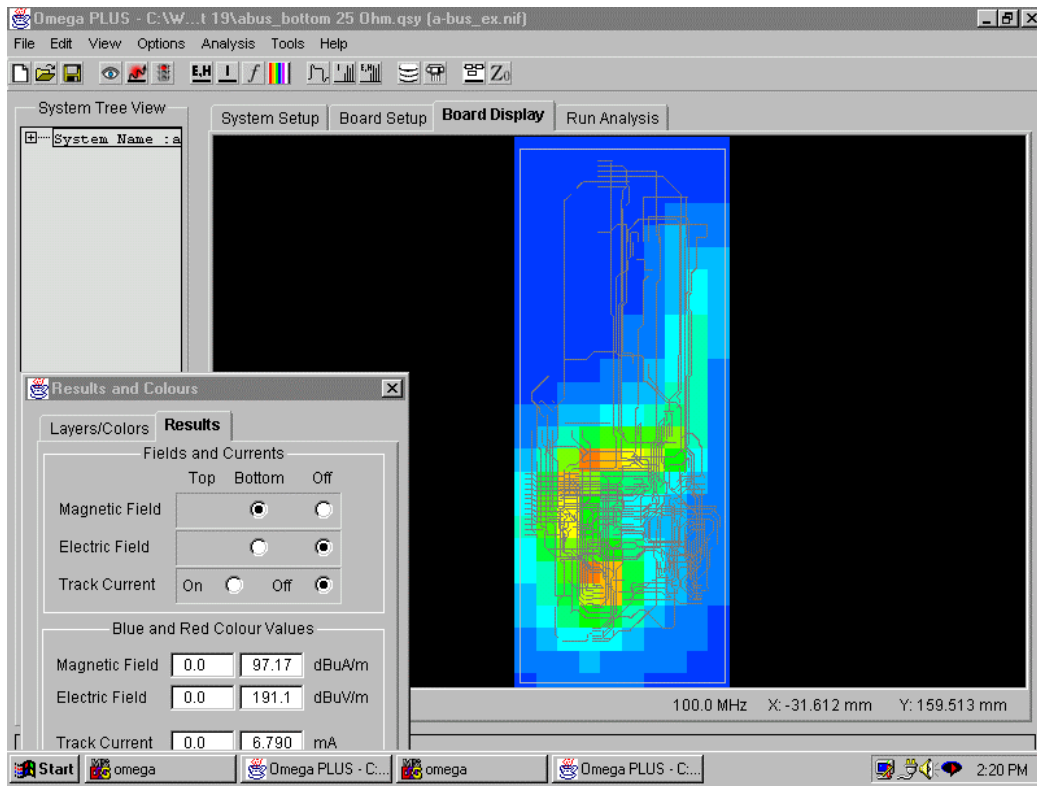 Omega PLUS - C:\W...t 19\abus_bottom 25 Ohm.qsy (a-bus_ex.nif)
File Edit View Options Analysis Tools Help
E,H I f Z0
System Tree View
System Name :a
System Setup Board Setup Board Display Run Analysis
Results and Colours
Layers/Colors Results
Fields and Currents
Top Bottom Off
Magnetic Field
Electric Field
Track Current On Off
Blue and Red Colour Values
Magnetic Field 0.0 97.17 dBuA/m
Electric Field 0.0 191.1 dBuV/m
Track Current 0.0 6.790 mA
100.0 MHz X: -31.612 mm Y: 159.513 mm
Start omega Omega PLUS - C:... omega Omega PLUS - C:... 2:20 PM